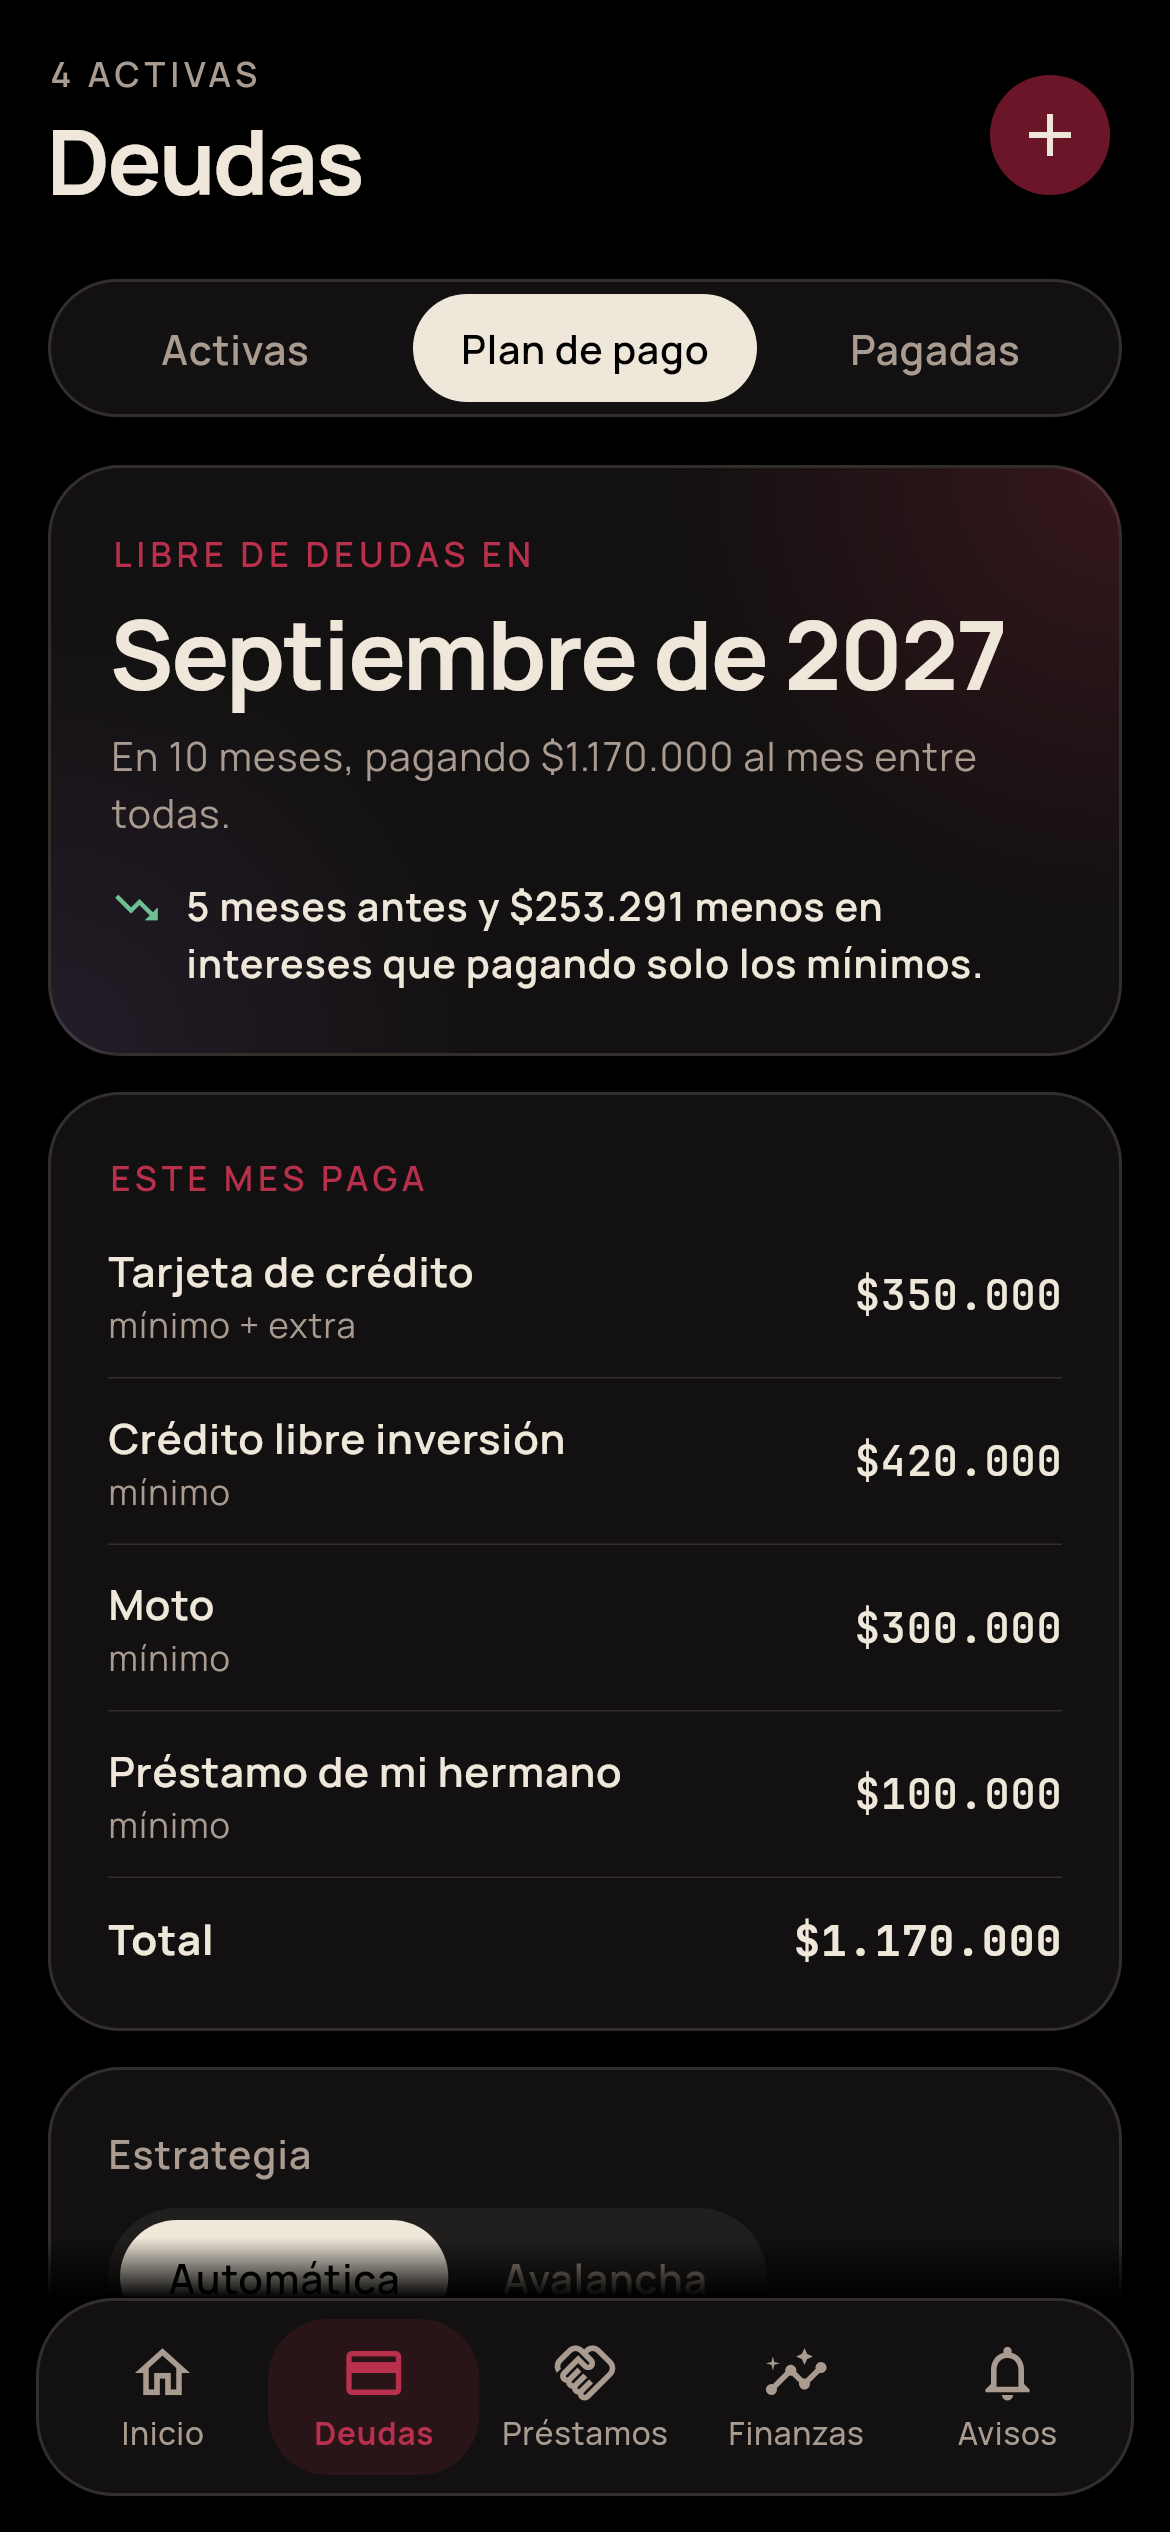 4 ACTIVAS
Deudas
Activas
Plan de pago
Pagadas
LIBRE DE DEUDAS EN
Septiembre de 2027
En 10 meses, pagando $1.170.000 al mes entre
todas.
5 meses antes y $253.291 menos en
intereses que pagando solo los mínimos.
ESTE MES PAGA
Tarjeta de crédito
mínimo + extra
$350.000
Crédito libre inversión
mínimo
$420.000
Moto
mínimo
$300.000
Préstamo de mi hermano
mínimo
$100.000
Total
$1.170.000
Estrategia
Automática
Avalancha
Inicio
Deudas
Préstamos
Finanzas
Avisos